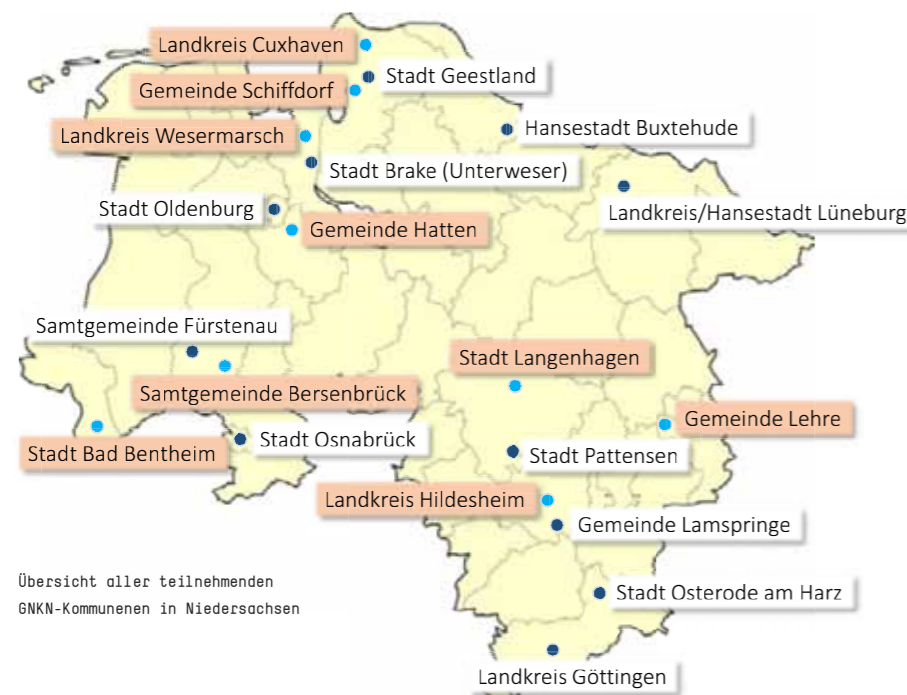 Landkreis Cuxhaven
Stadt Geestland
Gemeinde Schiffdorf
Hansestadt Buxtehude
Landkreis Wesermarsch
Stadt Brake (Unterweser)
Stadt Oldenburg
Landkreis/Hansestadt Lüneburg
Gemeinde Hatten
Samtgemeinde Fürstenau
Stadt Langenhagen
Samtgemeinde Bersenbrück
Gemeinde Lehre
Stadt Osnabrück
Stadt Bad Bentheim
Stadt Pattensen
Landkreis Hildesheim
Gemeinde Lamspringe
Übersicht aller teilnehmenden
GNKN-Kommunenen in Niedersachsen
Stadt Osterode am Harz
Landkreis Göttingen